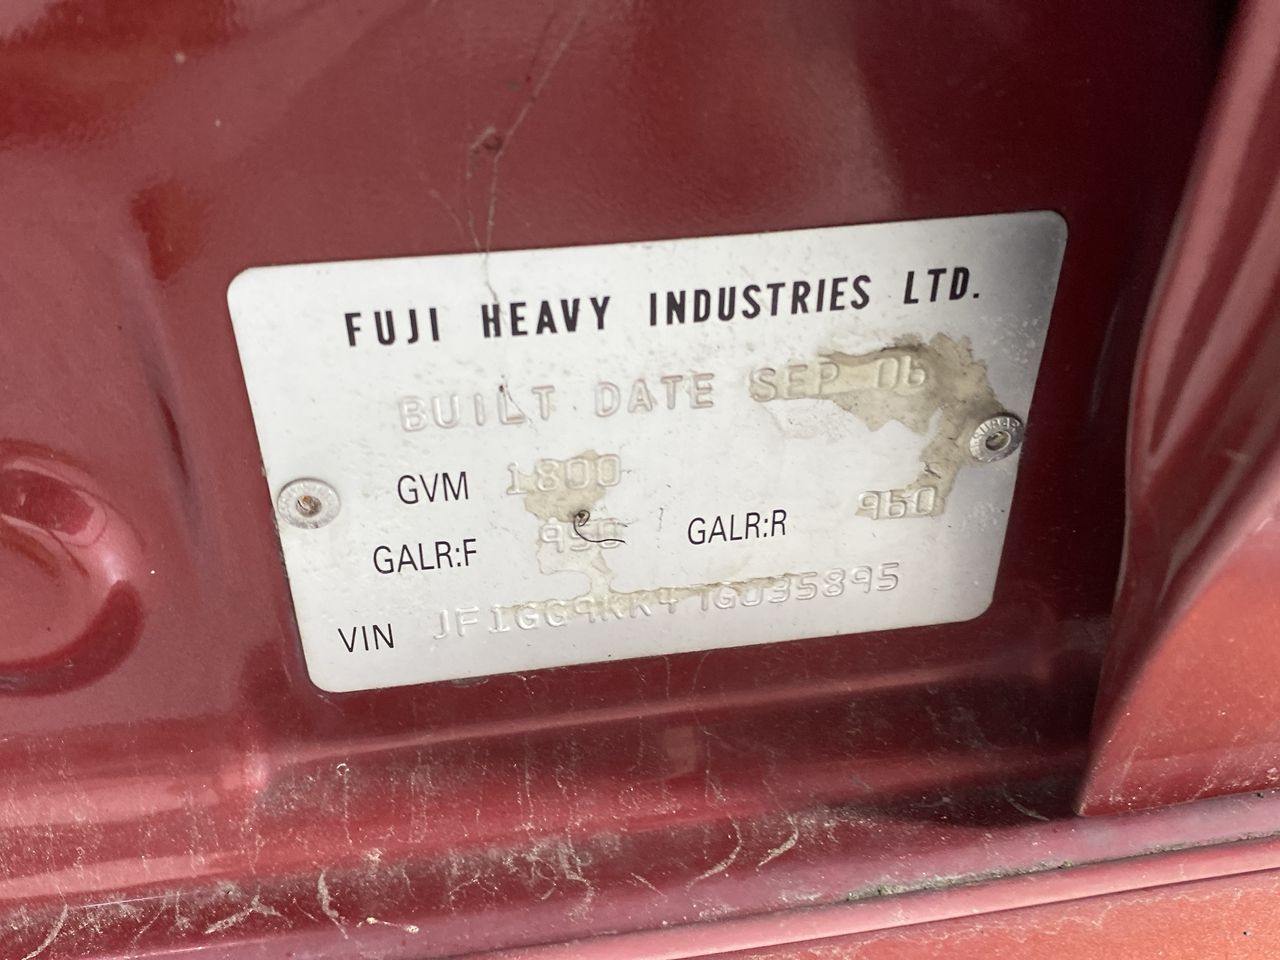 FUJI HEAVY INDUSTRIES LTD.
BUILT DATE SEP 06
GVM 1800
GALR:F 950 GALR:R 960
VIN JF1GG9KK47G035895